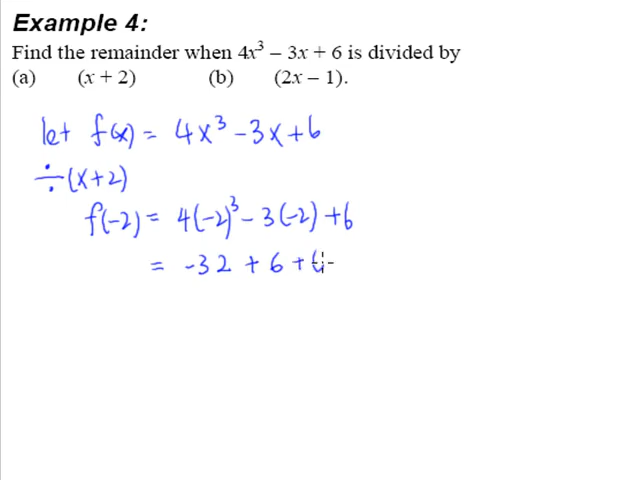 Example 4:
Find the remainder when 4x³ – 3x + 6 is divided by
(a) (x + 2) (b) (2x – 1).
let f(x) = 4x³ - 3x + 6
÷(x+2)
f(-2) = 4(-2)³ - 3(-2) + 6
= -32 + 6 +